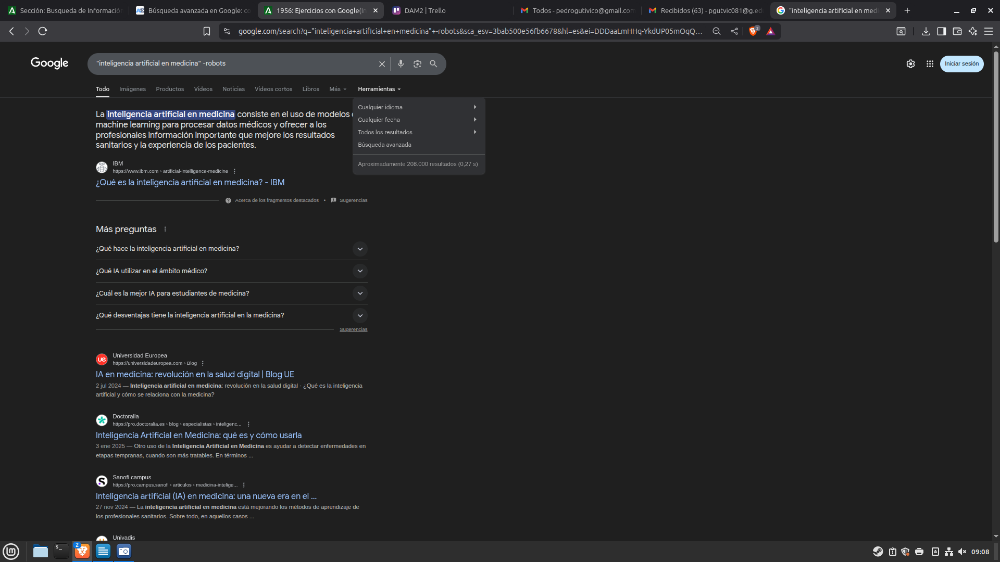 Sección: Busqueda de Información
Búsqueda avanzada en Google: co
1956: Ejercicios con Google(In
DAM2 | Trello
Todos - pedrogutivico@gmail.com
Recibidos (63) - pgutvic081@g.ed
"inteligencia artificial en medi
google.com/search?q="inteligencia+artificial+en+medicina"+-robots&sca_esv=3bab500e56fb6678&hl=es&ei=DDDaaLmHHq-YkdUP05mOqQ...
2
Google
"inteligencia artificial en medicina" -robots
Iniciar sesión
Todo
Imágenes
Productos
Vídeos
Noticias
Vídeos cortos
Libros
Más
Herramientas
Cualquier idioma
Cualquier fecha
Todos los resultados
Búsqueda avanzada
Aproximadamente 208.000 resultados (0,27 s)
La inteligencia artificial en medicina consiste en el uso de modelos
machine learning para procesar datos médicos y ofrecer a los
profesionales información importante que mejore los resultados
sanitarios y la experiencia de los pacientes.
IBM
https://www.ibm.com › artificial-intelligence-medicine
¿Qué es la inteligencia artificial en medicina? - IBM
Acerca de los fragmentos destacados • Sugerencias
Más preguntas
¿Qué hace la inteligencia artificial en medicina?
¿Qué IA utilizar en el ámbito médico?
¿Cuál es la mejor IA para estudiantes de medicina?
¿Qué desventajas tiene la inteligencia artificial en la medicina?
Sugerencias
ue
Universidad Europea
https://universidadeuropea.com › Blog
IA en medicina: revolución en la salud digital | Blog UE
2 jul 2024 — Inteligencia artificial en medicina: revolución en la salud digital · ¿Qué es la inteligencia
artificial y cómo se relaciona con la medicina?
Doctoralia
https://pro.doctoralia.es › blog › especialistas › inteligenc...
Inteligencia Artificial en Medicina: qué es y cómo usarla
3 ene 2025 — Otro uso de la Inteligencia Artificial en Medicina es ayudar a detectar enfermedades en
etapas tempranas, cuando son más tratables. En términos ...
Sanofi campus
https://pro.campus.sanofi › articulos › medicina-intelige...
Inteligencia artificial (IA) en medicina: una nueva era en el ...
27 nov 2024 — La inteligencia artificial en medicina está mejorando los métodos de aprendizaje de
los profesionales sanitarios. Sobre todo, en aquellos casos ...
Univadis
2
09:08